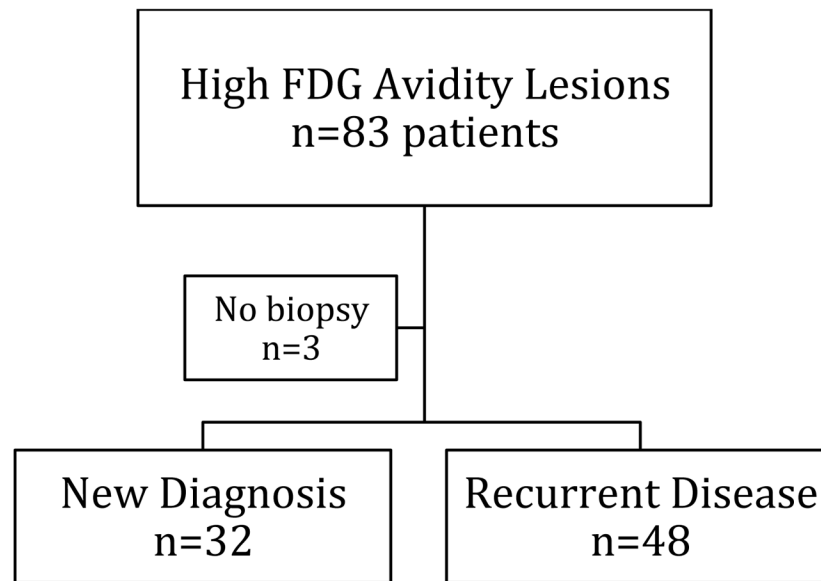 High FDG Avidity Lesions
n=83 patients
No biopsy
n=3
New Diagnosis
n=32
Recurrent Disease
n=48